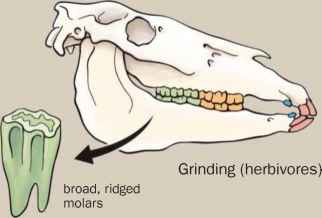 Grinding (herbivores)
broad, ridged
molars